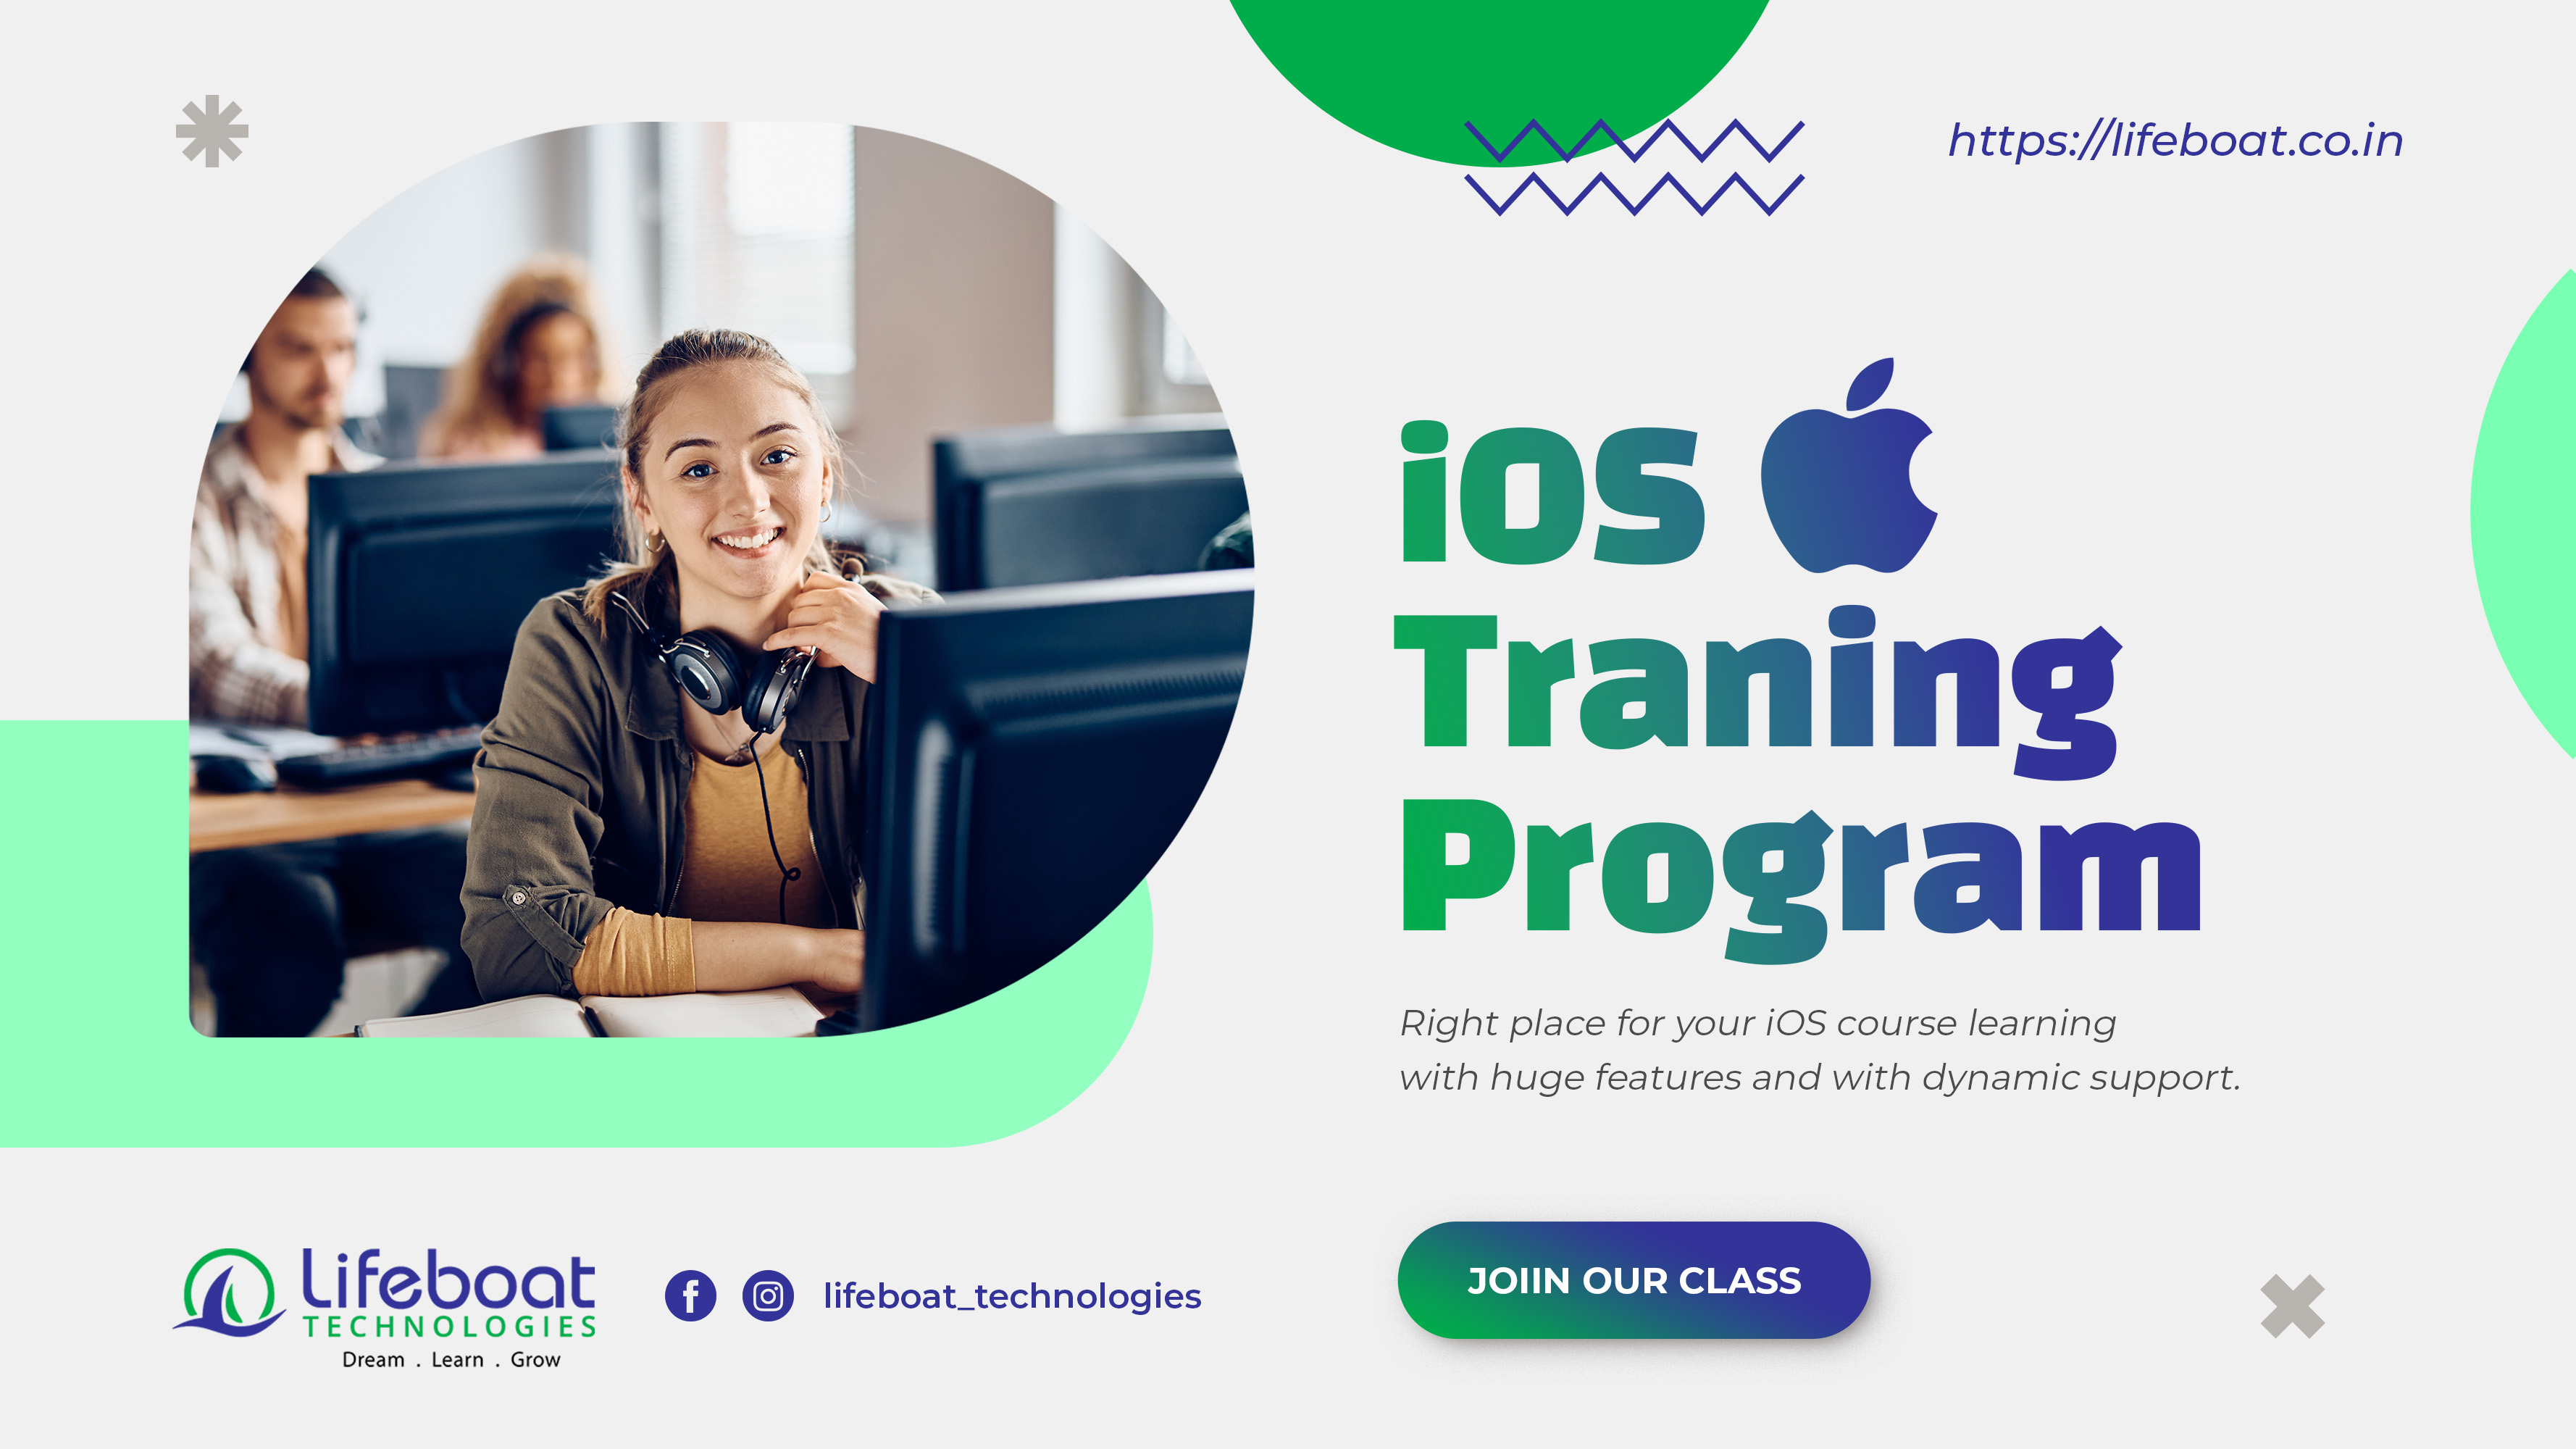 https://lifeboat.co.in
iOS
Traning
Program
Right place for your iOS course learning
with huge features and with dynamic support.
JOIIN OUR CLASS
Lifeboat
TECHNOLOGIES
Dream . Learn . Grow
lifeboat_technologies